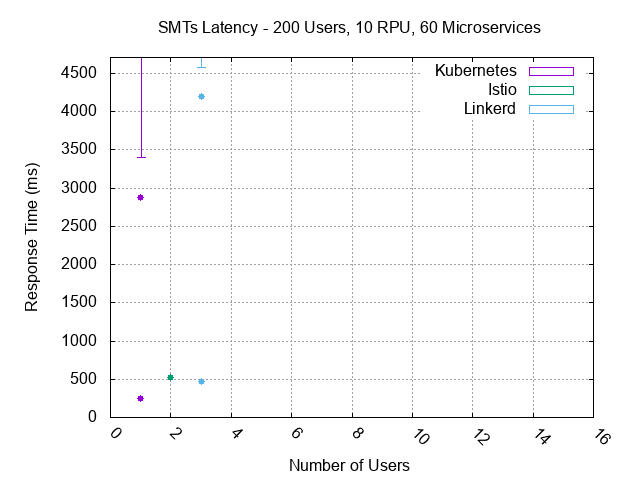 SMTs Latency - 200 Users, 10 RPU, 60 Microservices
Kubernetes
Istio
Linkerd
4500
4000
3500
3000
2500
2000
1500
1000
500
0
Response Time (ms)
0 2 4 6 8 10 12 14 16
Number of Users